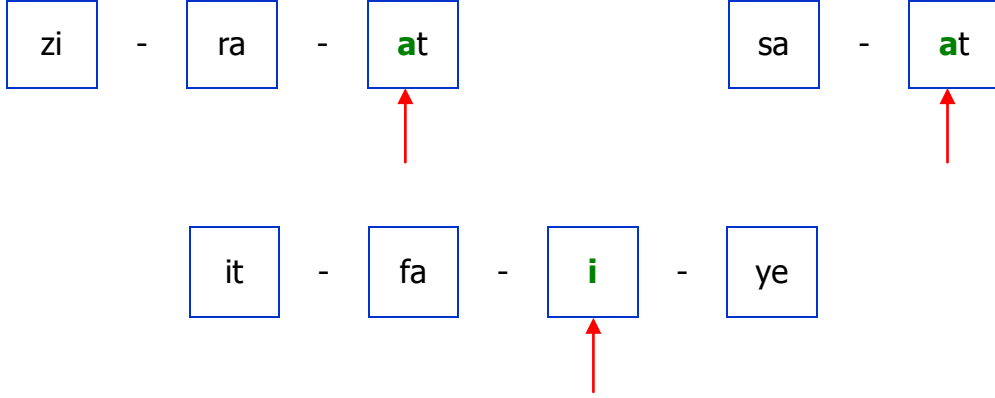 zi - ra - at sa - at
it - fa - i - ye